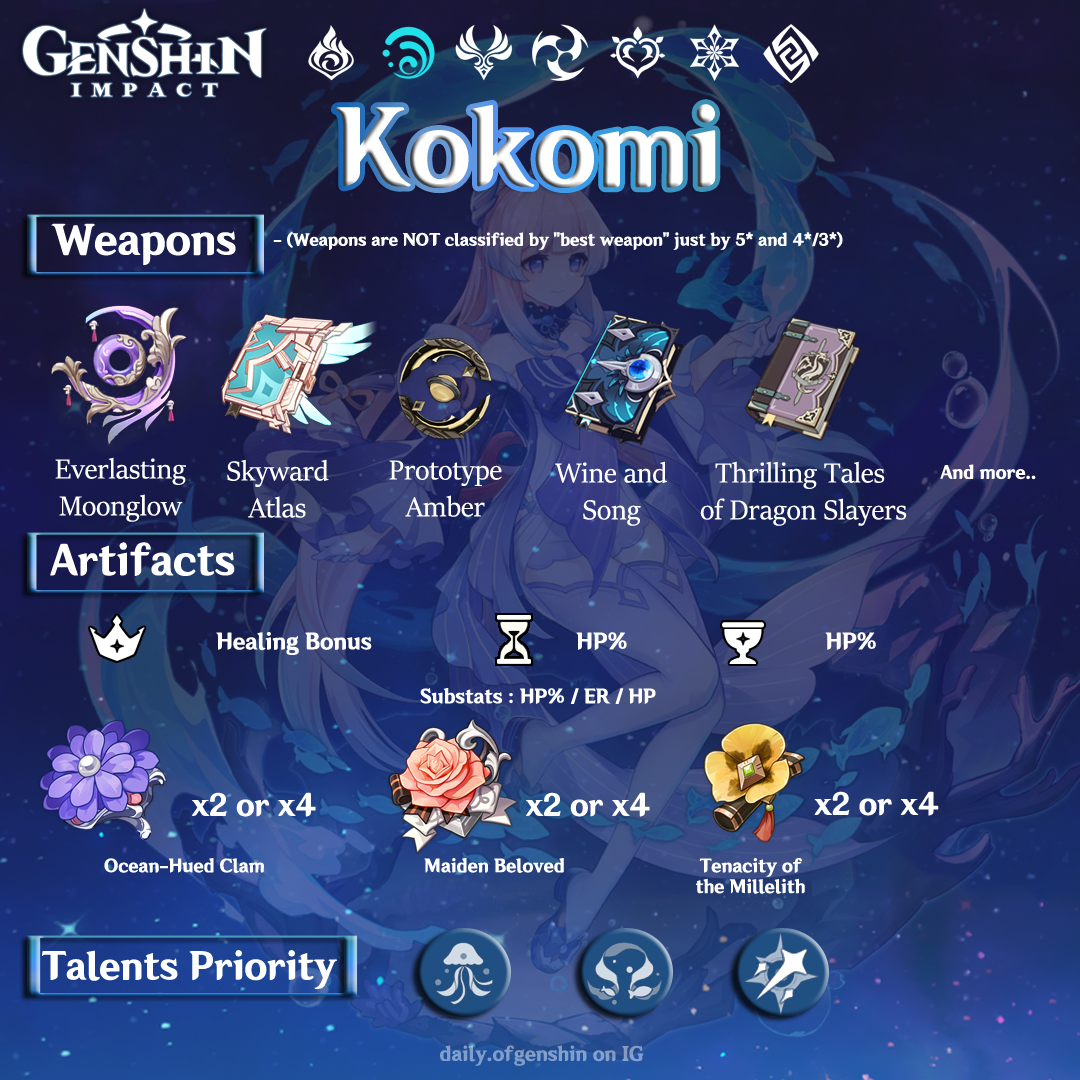 GENSHIN
IMPACT
Kokomi
Weapons
- (Weapons are NOT classified by "best weapon" just by 5* and 4*/3*)
Everlasting
Moonglow
Skyward
Atlas
Prototype
Amber
Wine and
Song
Thrilling Tales
of Dragon Slayers
And more..
Artifacts
Healing Bonus
HP%
HP%
Substats : HP% / ER / HP
x2 or x4
x2 or x4
x2 or x4
Ocean-Hued Clam
Maiden Beloved
Tenacity of
the Millelith
Talents Priority
daily.ofgenshin on IG